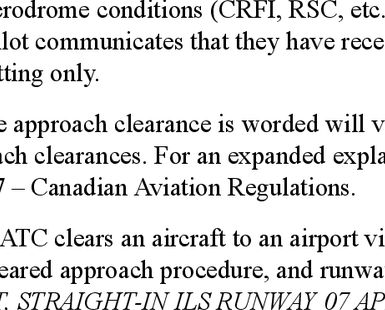 erodrome conditions (CRFI, RSC, etc.
ilot communicates that they have rece
tting only.
e approach clearance is worded will v
ach clearances. For an expanded expla
7 – Canadian Aviation Regulations.
ATC clears an aircraft to an airport vi
eared approach procedure, and runwa
T. STRAIGHT-IN ILS RUNWAY 07 AP